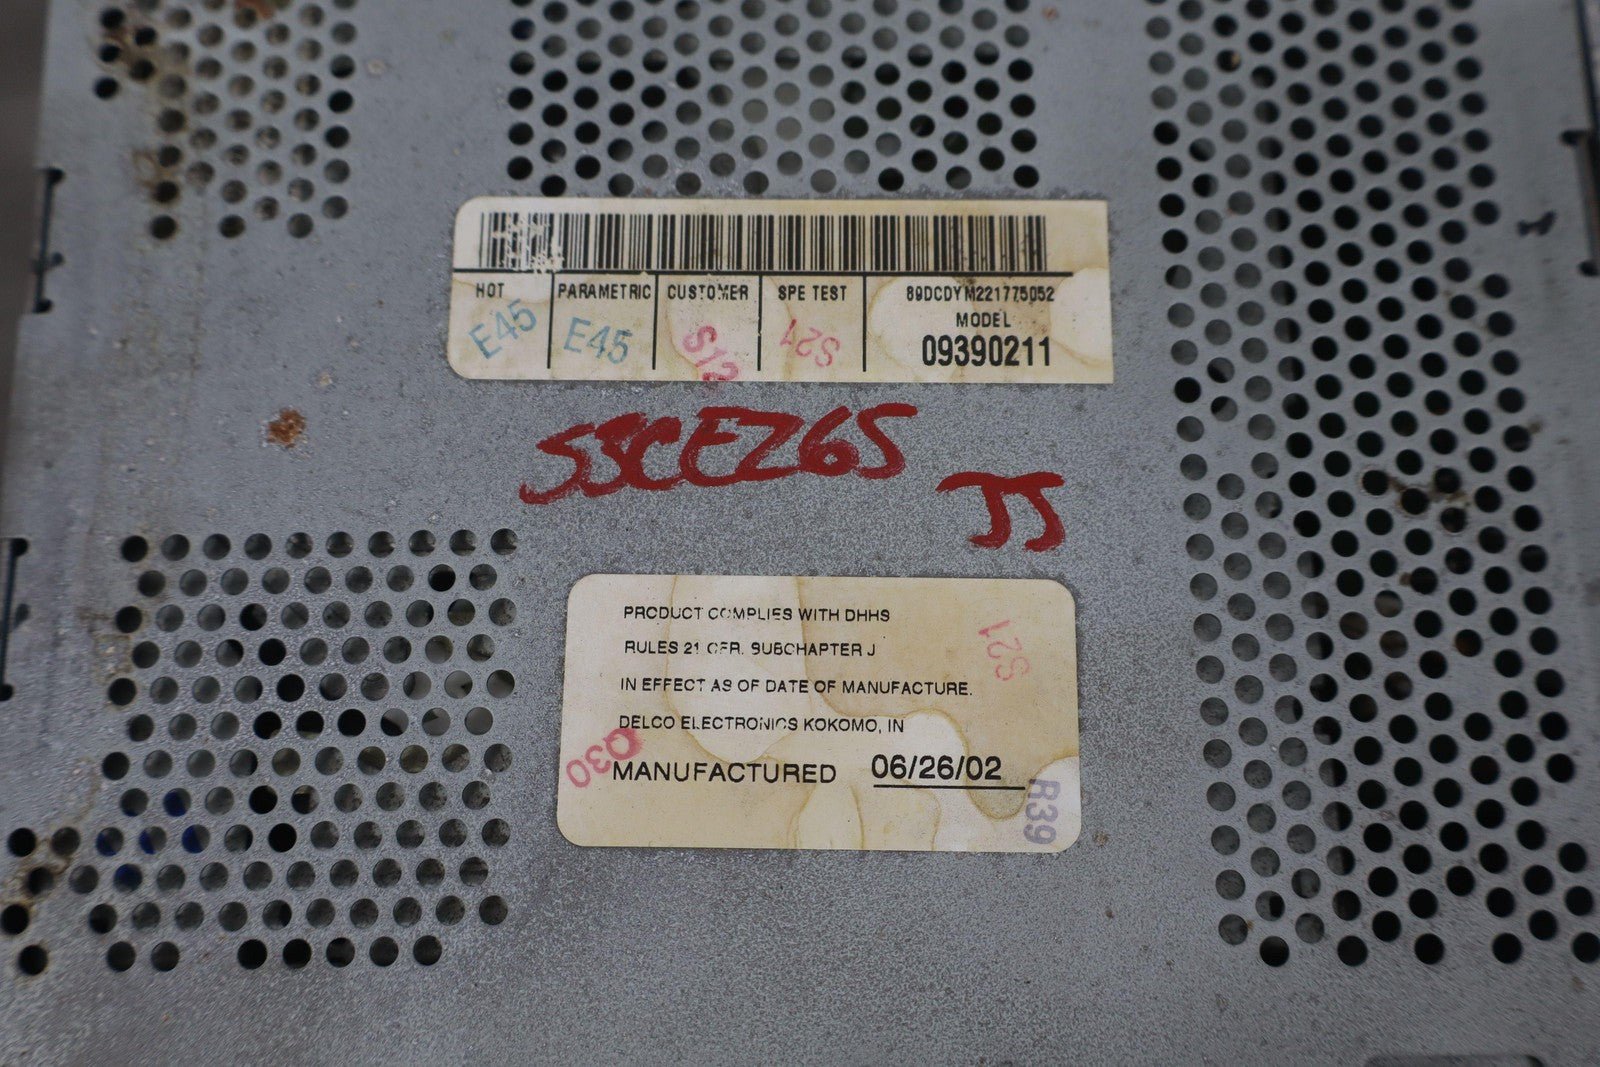 HOT PARAMETRIC CUSTOMER SPE TEST 89DCDYM221775052
MODEL
E45 E45 S12 S21 09390211
S3CEZ65
JS
PRODUCT COMPLIES WITH DHHS
RULES 21 CFR. SUBCHAPTER J
S21
IN EFFECT AS OF DATE OF MANUFACTURE.
DELCO ELECTRONICS KOKOMO, IN
Q30
MANUFACTURED 06/26/02
R39